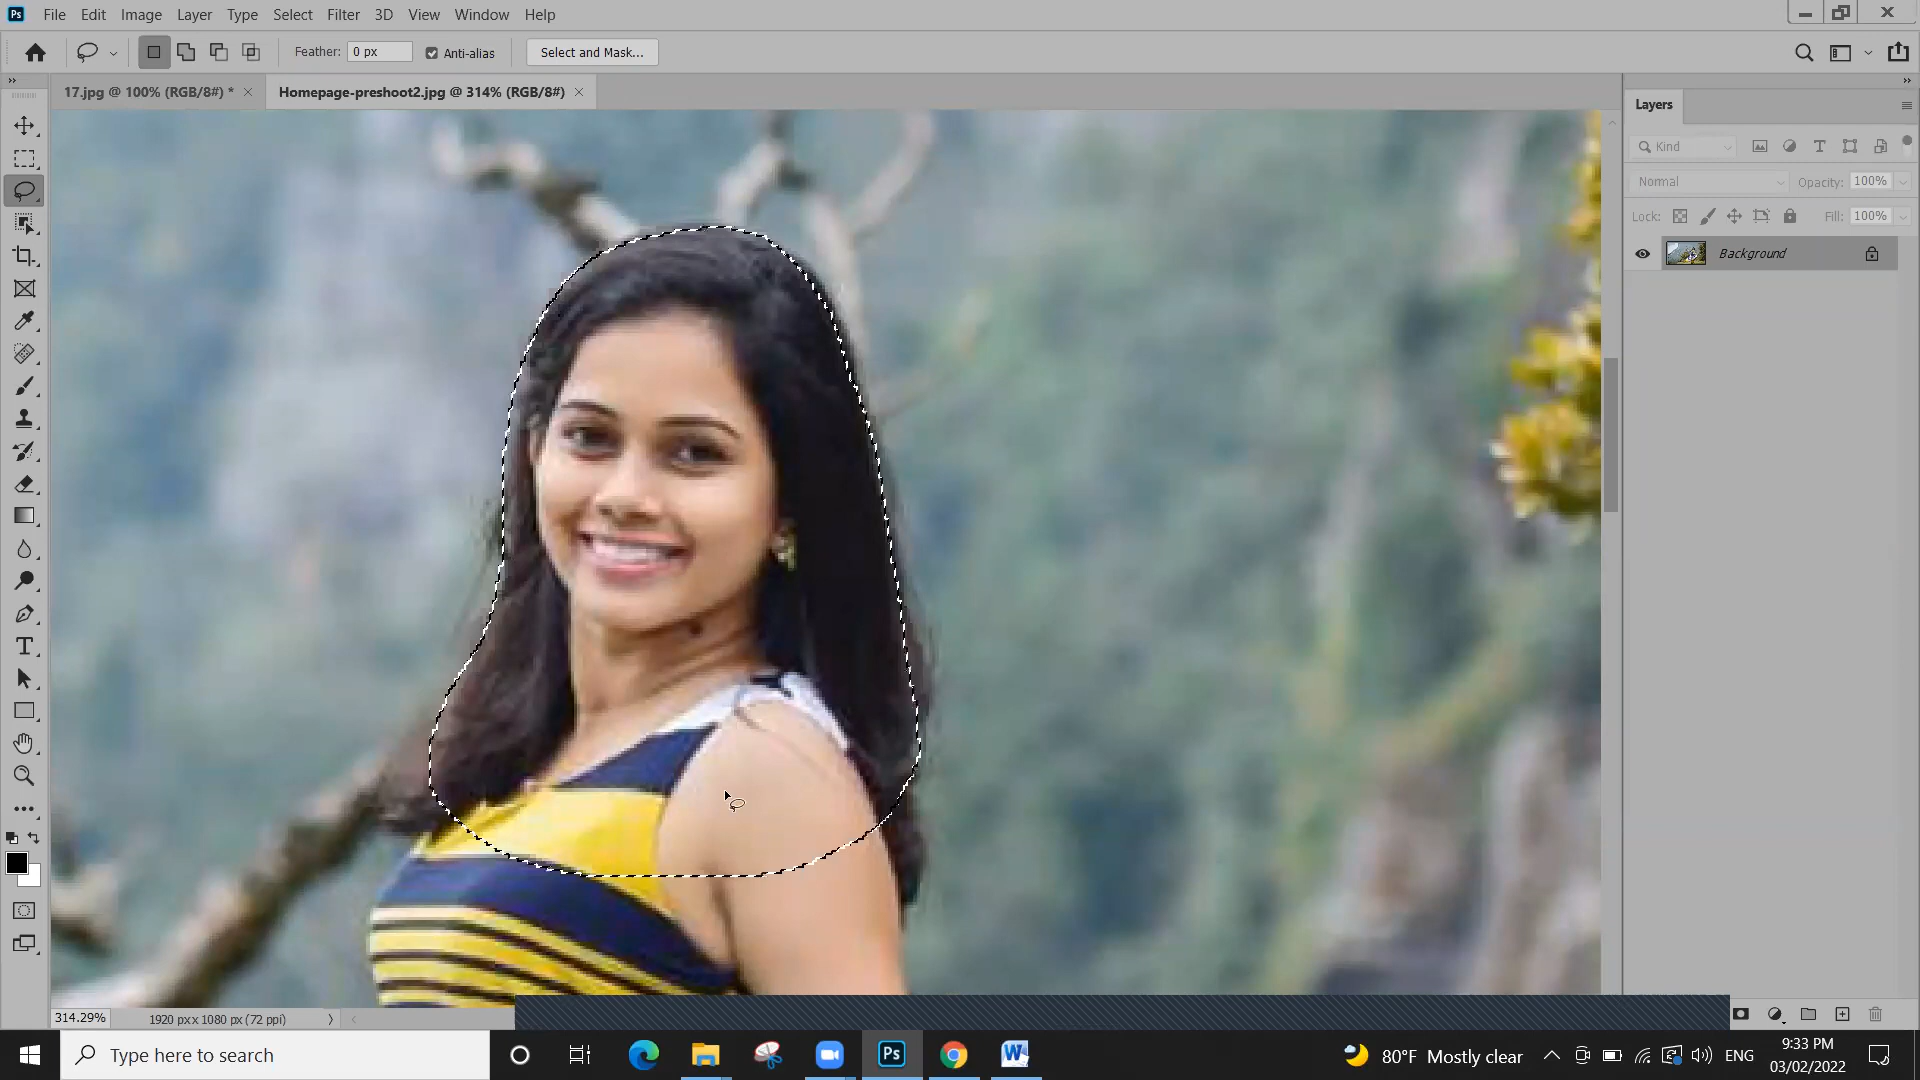 Ps File Edit Image Layer Type Select Filter 3D View Window Help
Feather: 0 px Anti-alias Select and Mask...
17.jpg @ 100% (RGB/8#) * × Homepage-preshoot2.jpg @ 314% (RGB/8#) ×
Layers
Kind
Normal Opacity: 100%
Lock: Fill: 100%
Background
314.29% 1920 px x 1080 px (72 ppi)
Type here to search
Ps
W
80°F Mostly clear
ENG
9:33 PM
03/02/2022